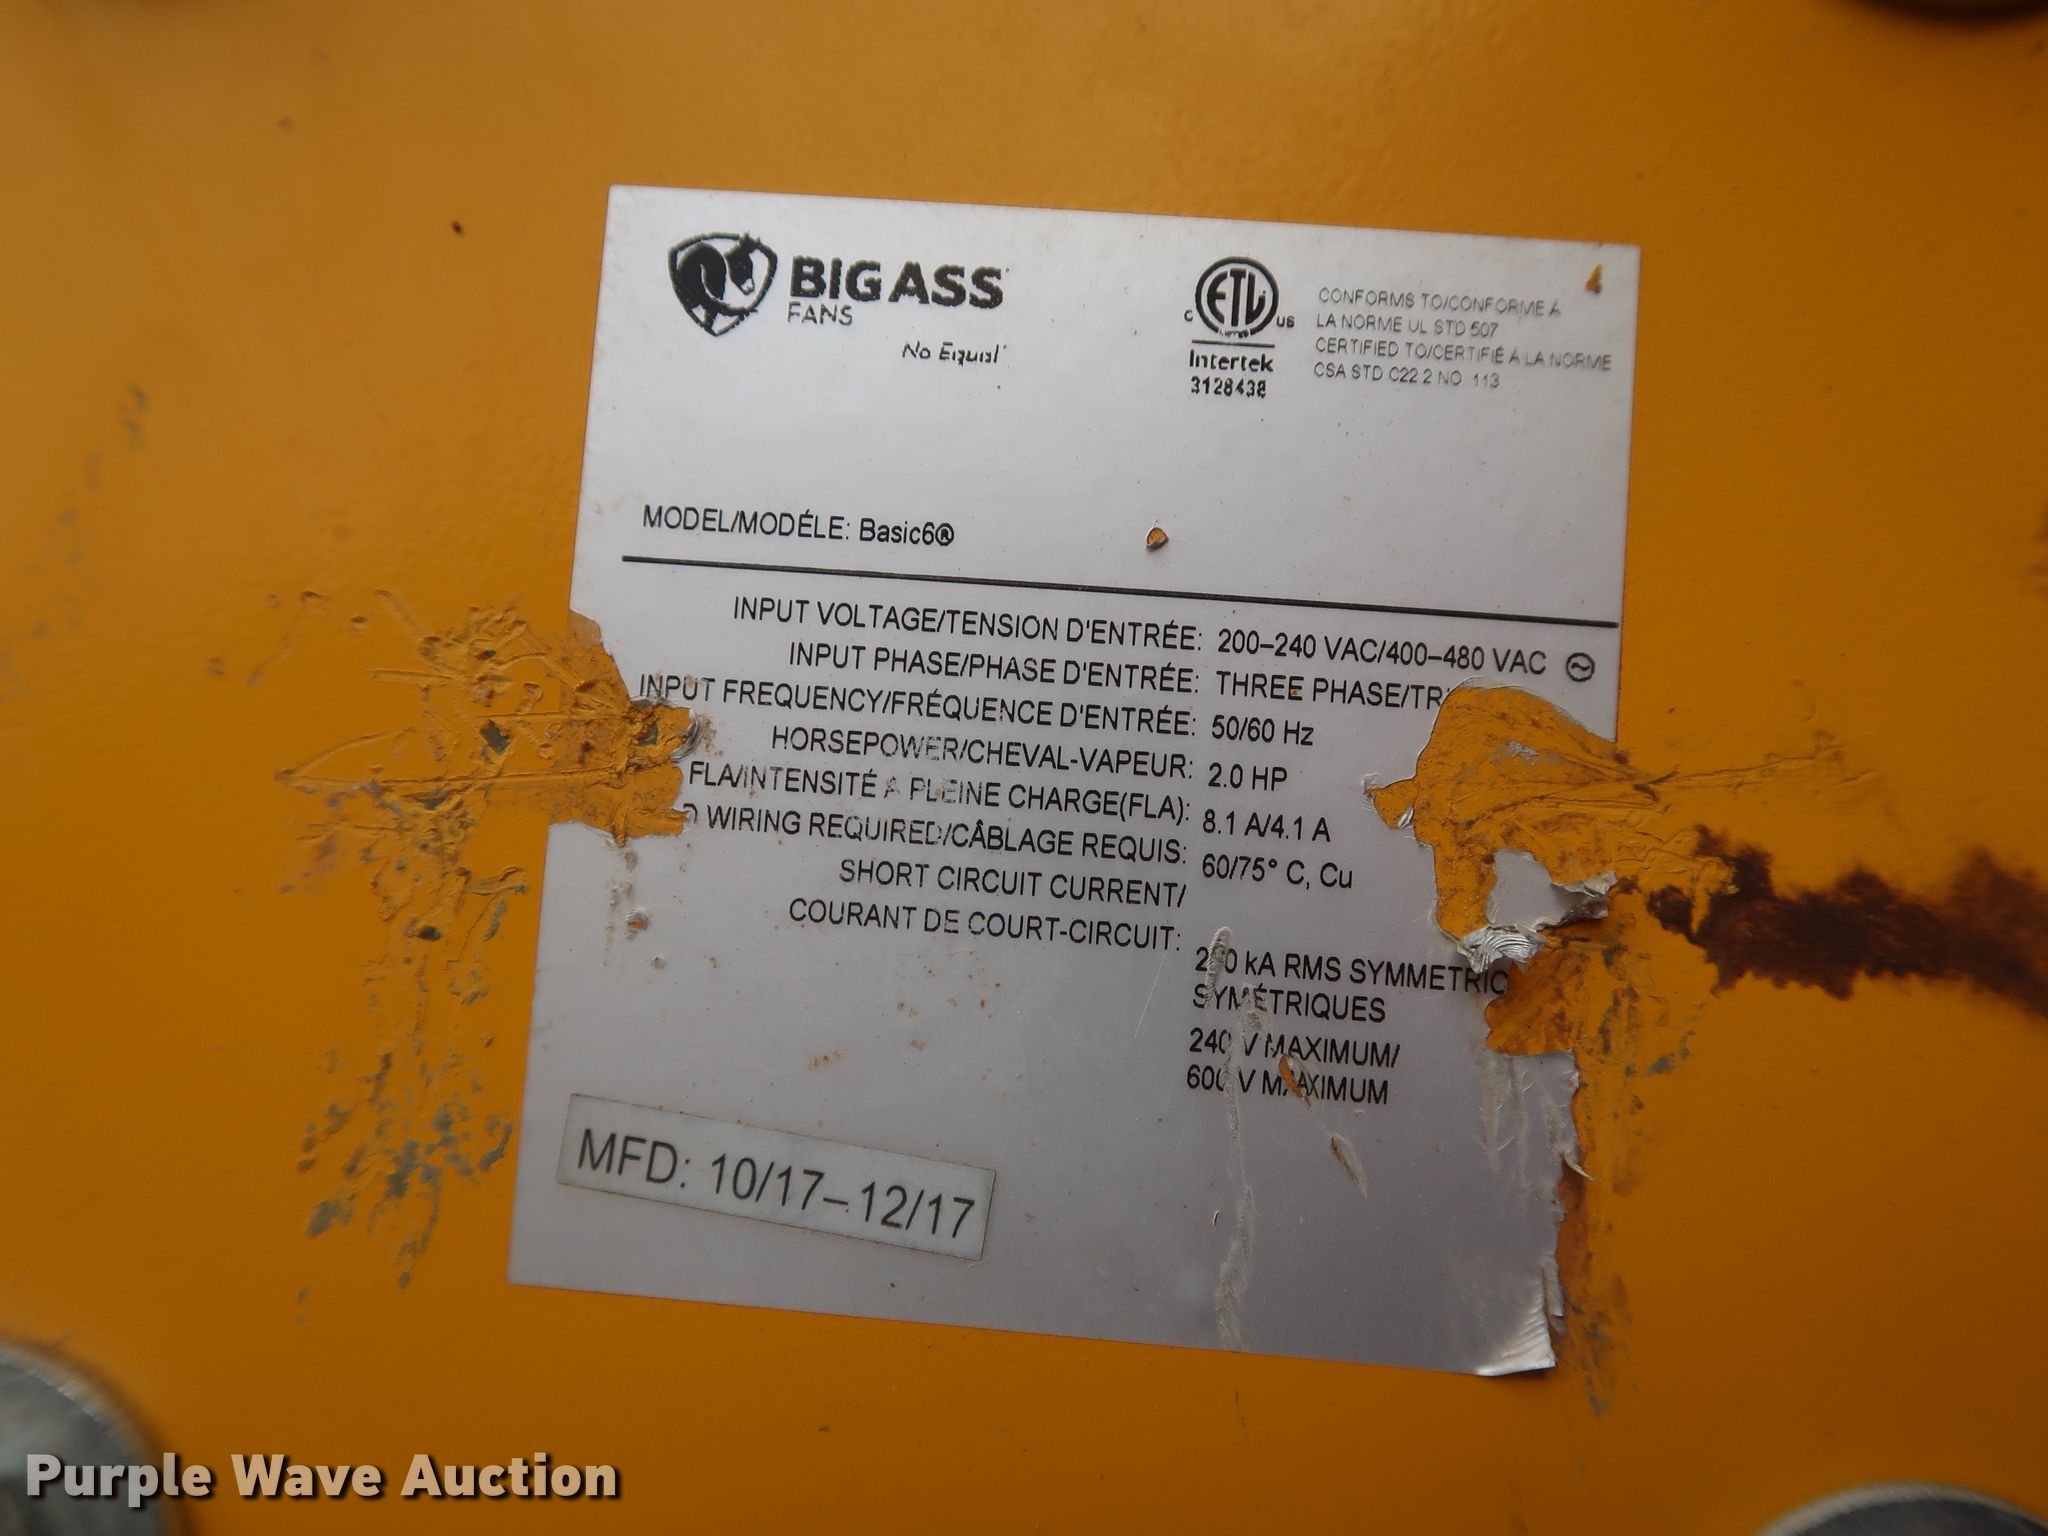 BIG ASS
FANS
No Equal
ETL
C US
Intertek
3128438
CONFORMS TO/CONFORME À
LA NORME UL STD 507
CERTIFIED TO/CERTIFIÉ A LA NORME
CSA STD C22 2 NO. 113
MODEL/MODÉLE: Basic6®
INPUT VOLTAGE/TENSION D'ENTRÉE: 200–240 VAC/400–480 VAC
INPUT PHASE/PHASE D'ENTRÉE: THREE PHASE/
INPUT FREQUENCY/FRÉQUENCE D'ENTRÉE: 50/60 Hz
HORSEPOWER/CHEVAL-VAPEUR: 2.0 HP
FLA/INTENSITÉ A PLEINE CHARGE(FLA): 8.1 A/4.1 A
WIRING REQUIRED/CÂBLAGE REQUIS: 60/75° C, Cu
SHORT CIRCUIT CURRENT/
COURANT DE COURT-CIRCUIT:
kA RMS SYMMETRIC
SYMÉTRIQUES
240 V MAXIMUM/
600 V MAXIMUM
MFD: 10/17–12/17
Purple Wave Auction